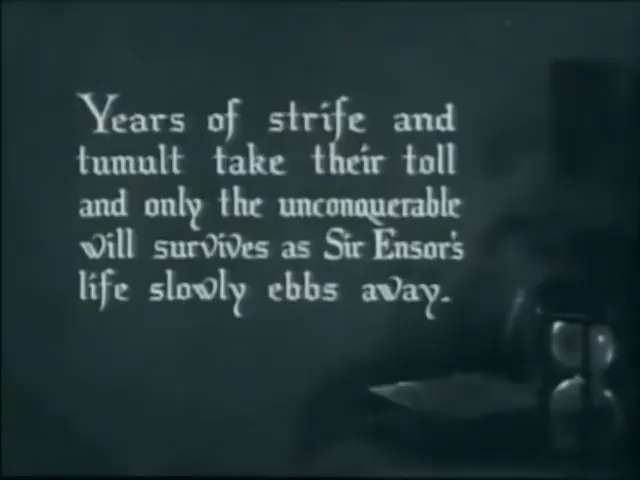 Years of strife and
tumult take their toll
and only the unconquerable
will survives as Sir Ensor's
life slowly ebbs away.